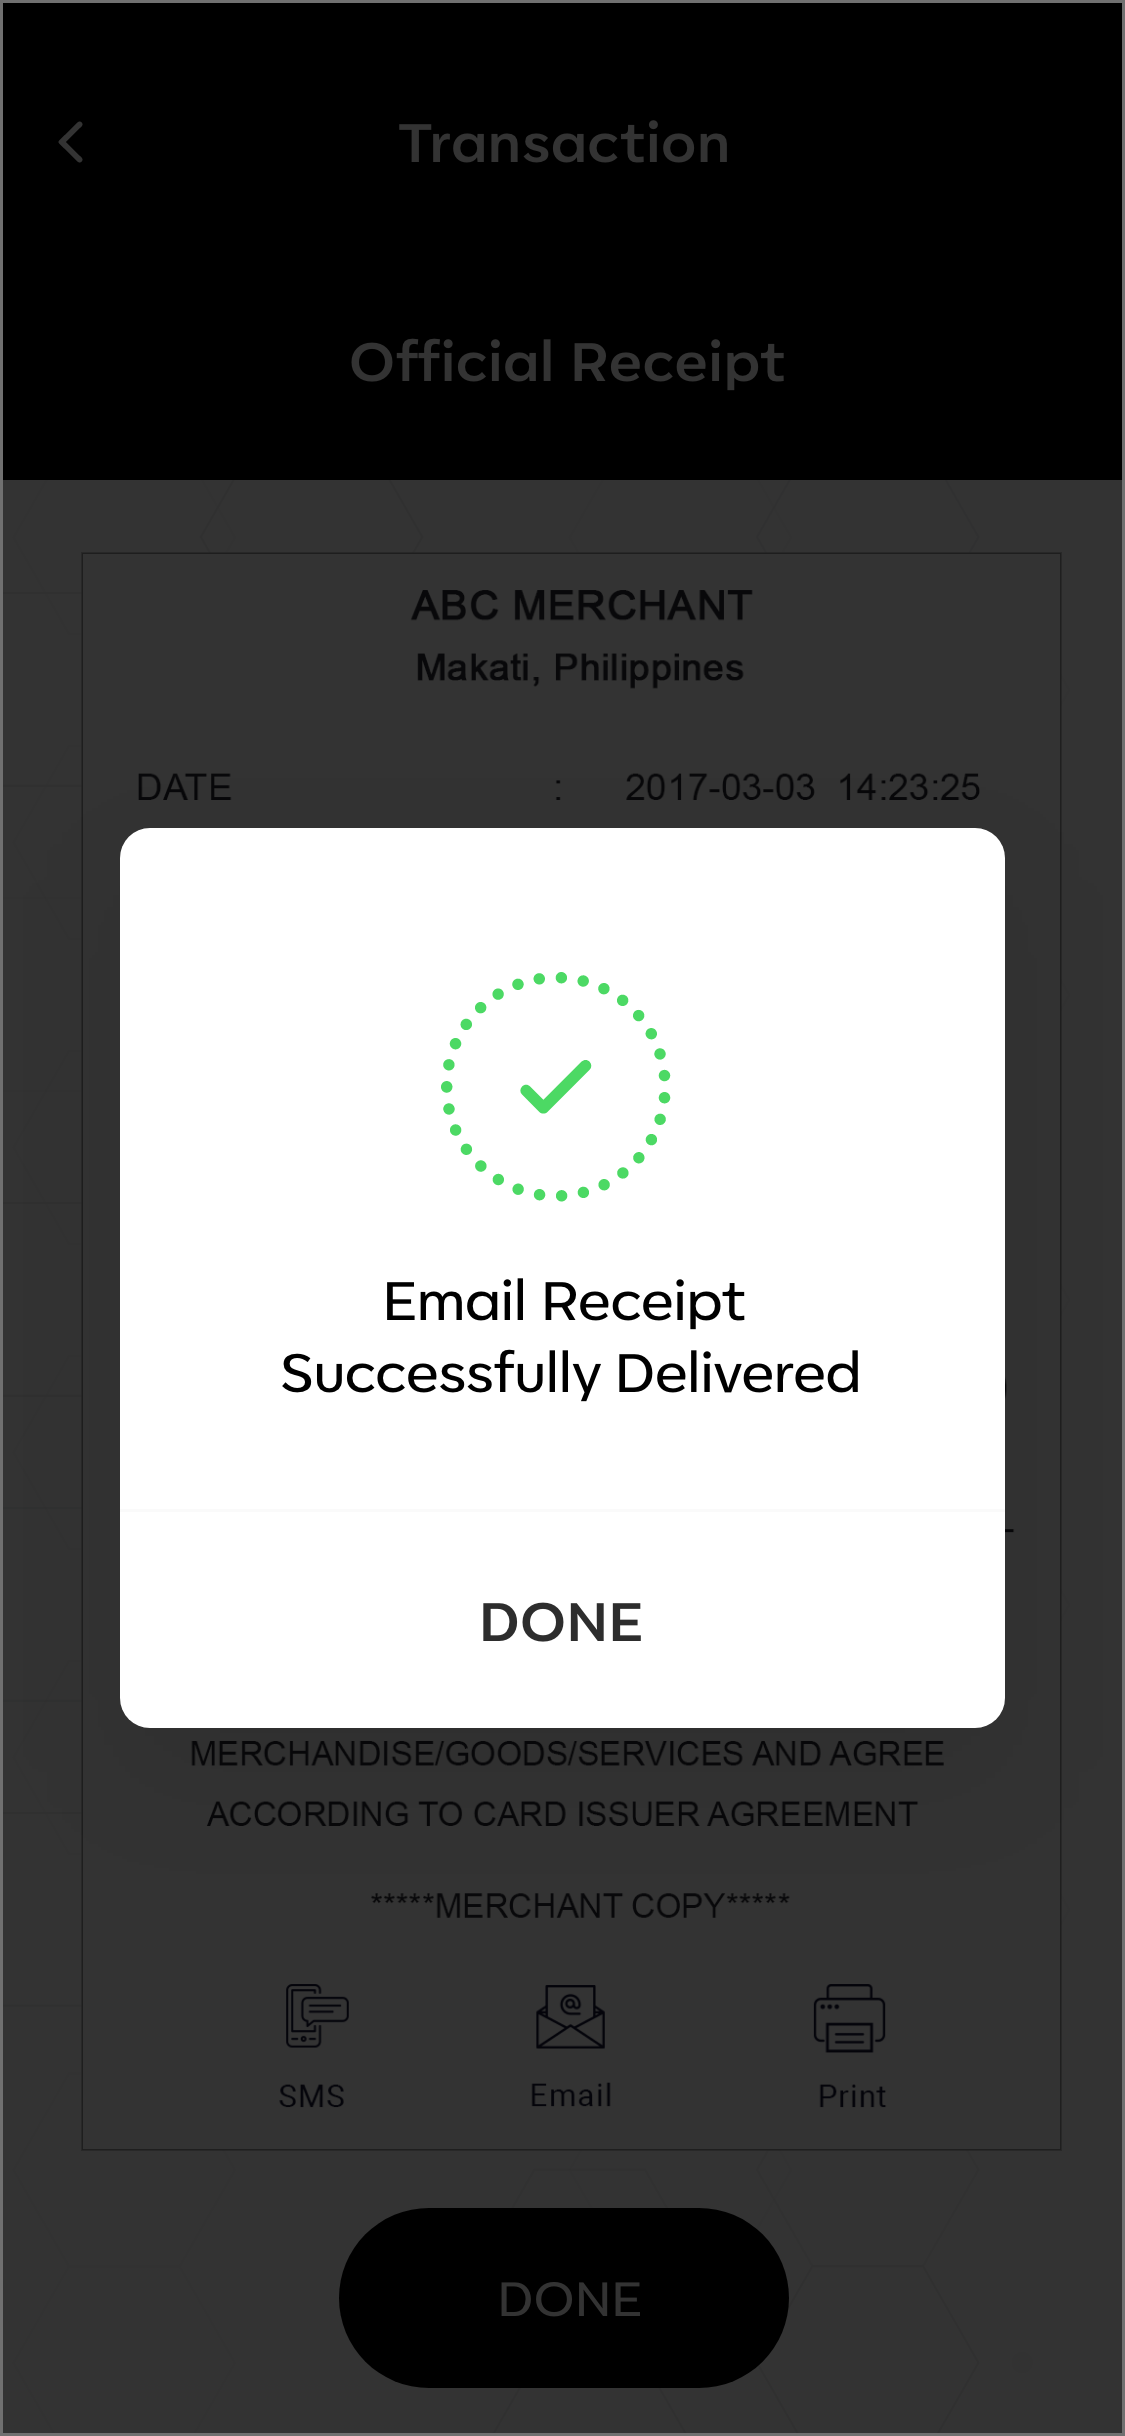 Transaction
Official Receipt
ABC MERCHANT
Makati, Philippines
DATE : 2017-03-03 14:23:25
Email Receipt
Successfully Delivered
DONE
MERCHANDISE/GOODS/SERVICES AND AGREE
ACCORDING TO CARD ISSUER AGREEMENT
*****MERCHANT COPY*****
SMS Email Print
DONE